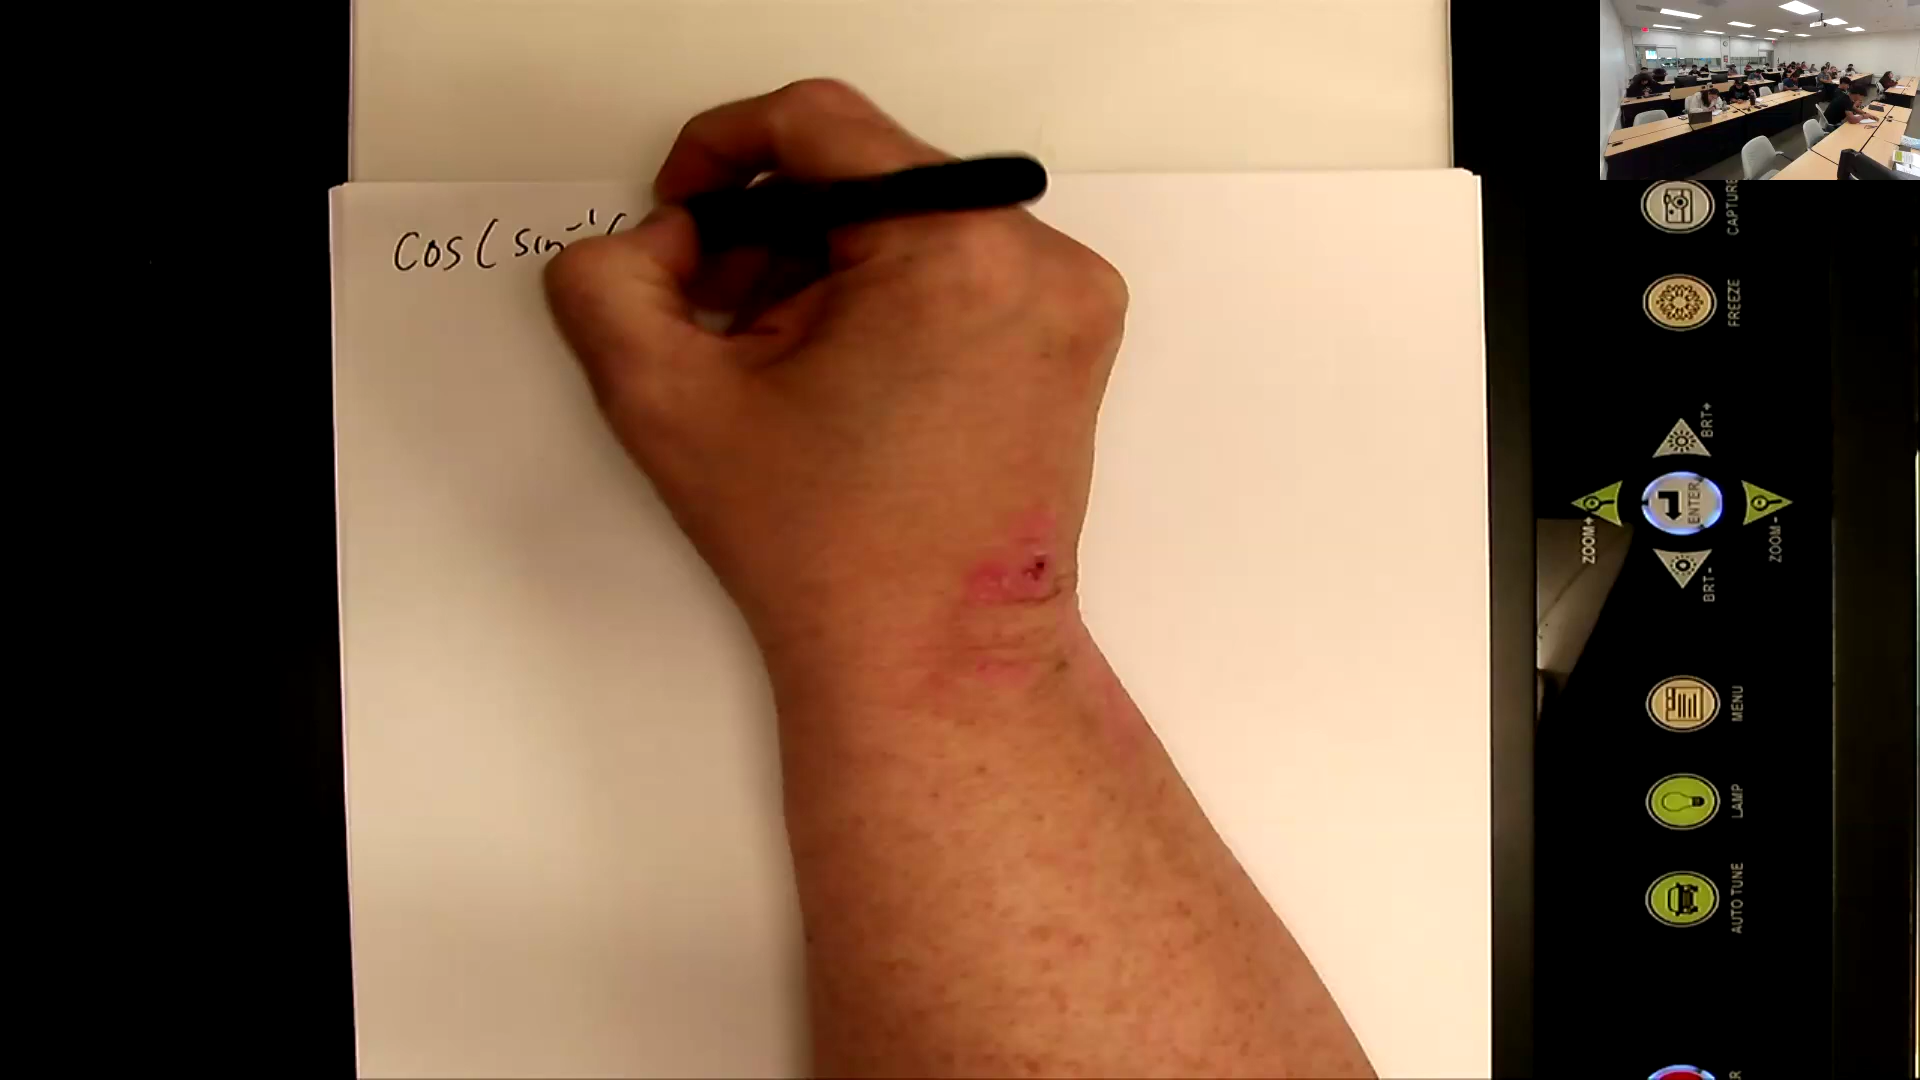 cos(sin⁻¹(
CAPTURE
FREEZE
BRT+
ENTER
ZOOM+
ZOOM-
BRT-
MENU
LAMP
AUTO TUNE